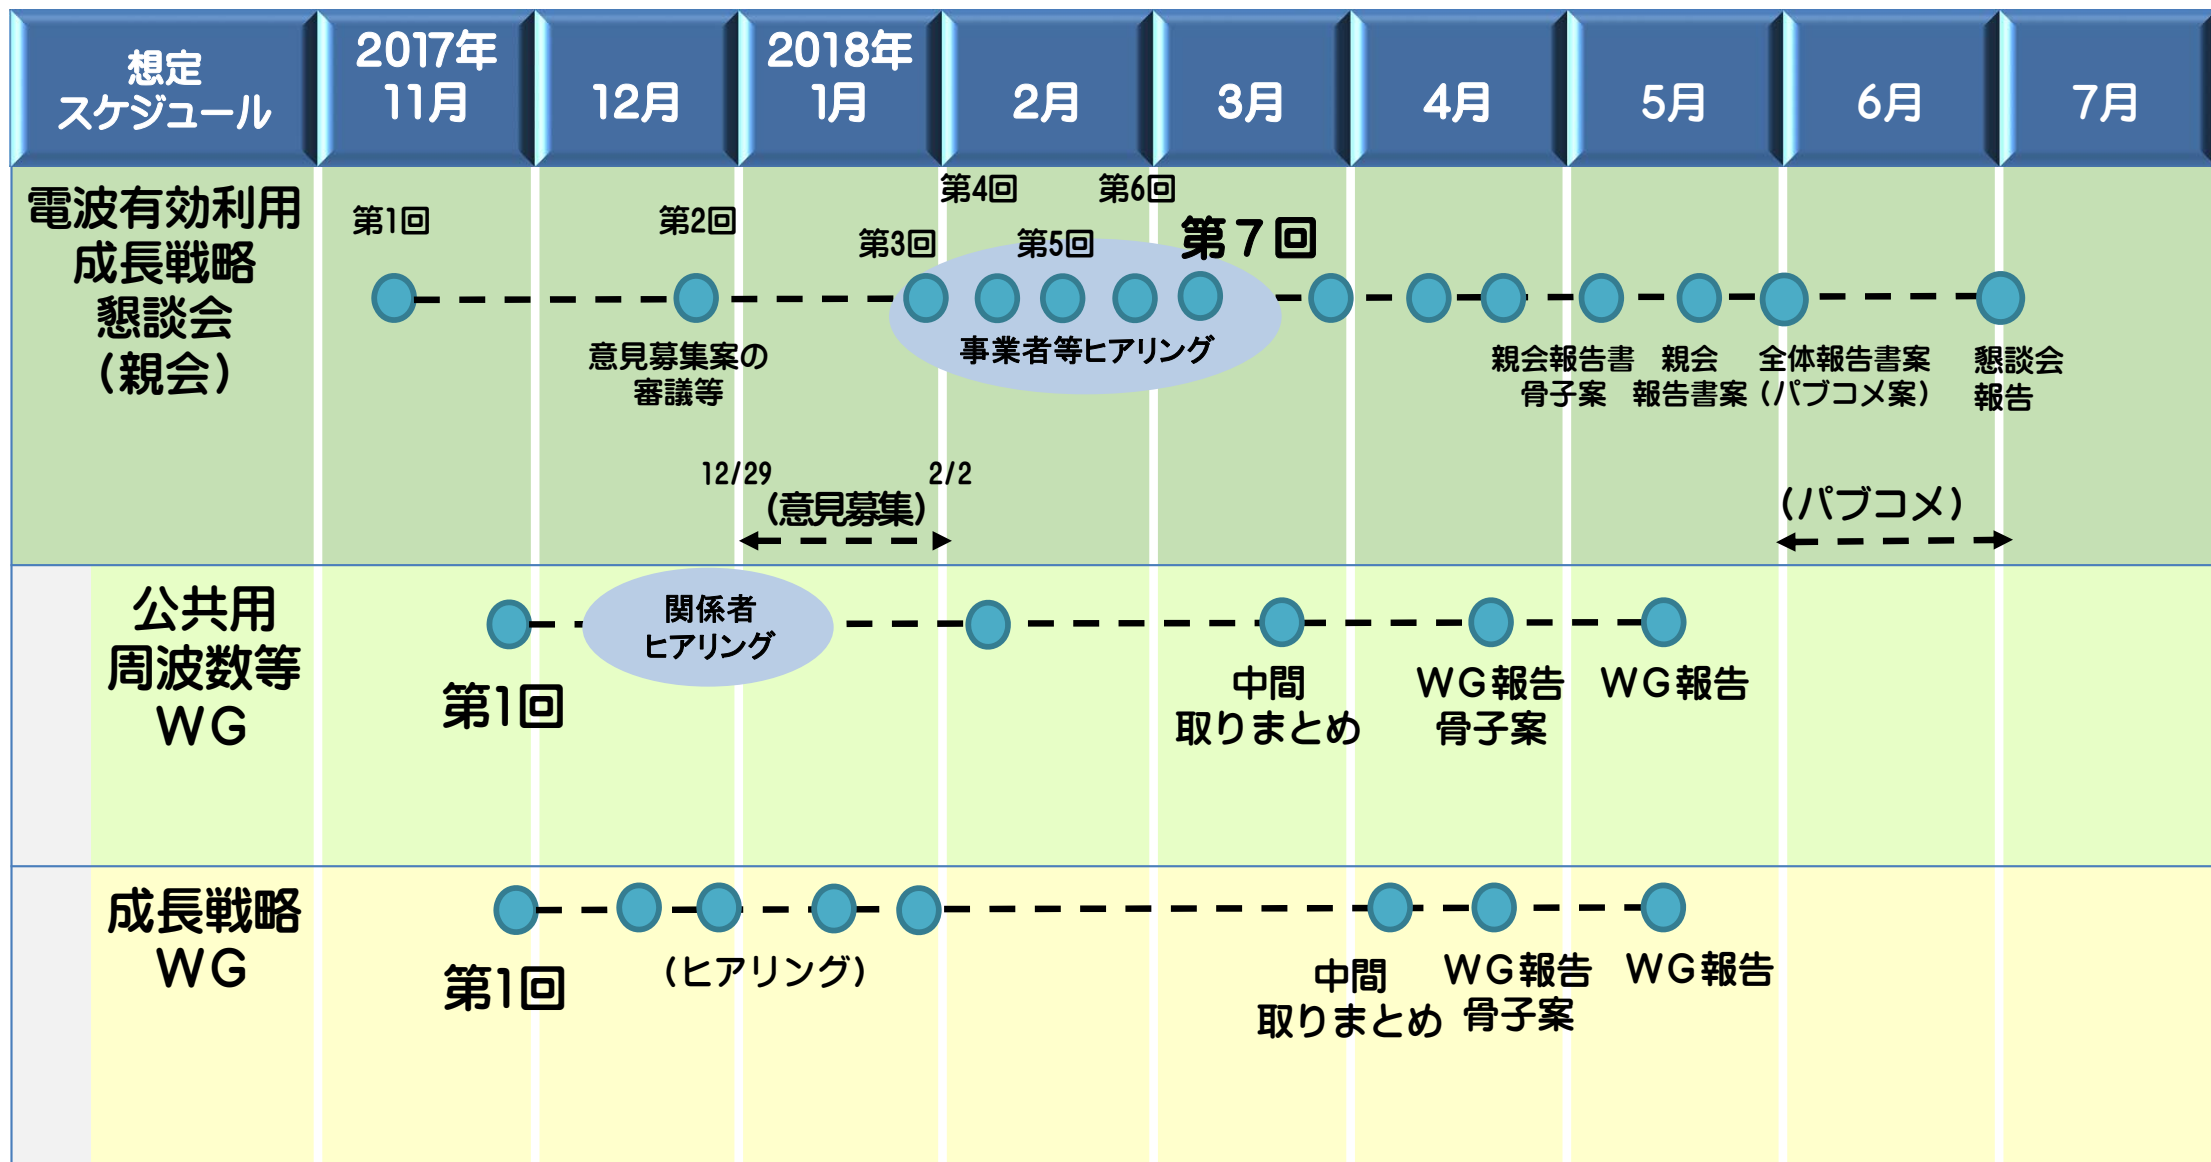 想定
スケジュール
2017年
11月
12月
2018年
1月
2月
3月
4月
5月
6月
7月
電波有効利用
成長戦略
懇談会
（親会）
第1回
第2回
第3回
第4回
第5回
第6回
第７回
意見募集案の
審議等
事業者等ヒアリング
親会報告書
骨子案
親会
報告書案
全体報告書案
（パブコメ案）
懇談会
報告
12/29
2/2
（意見募集）
（パブコメ）
公共用
周波数等
ＷＧ
第1回
関係者
ヒアリング
中間
取りまとめ
ＷＧ報告
骨子案
ＷＧ報告
成長戦略
ＷＧ
第1回
（ヒアリング）
中間
取りまとめ
ＷＧ報告
骨子案
ＷＧ報告